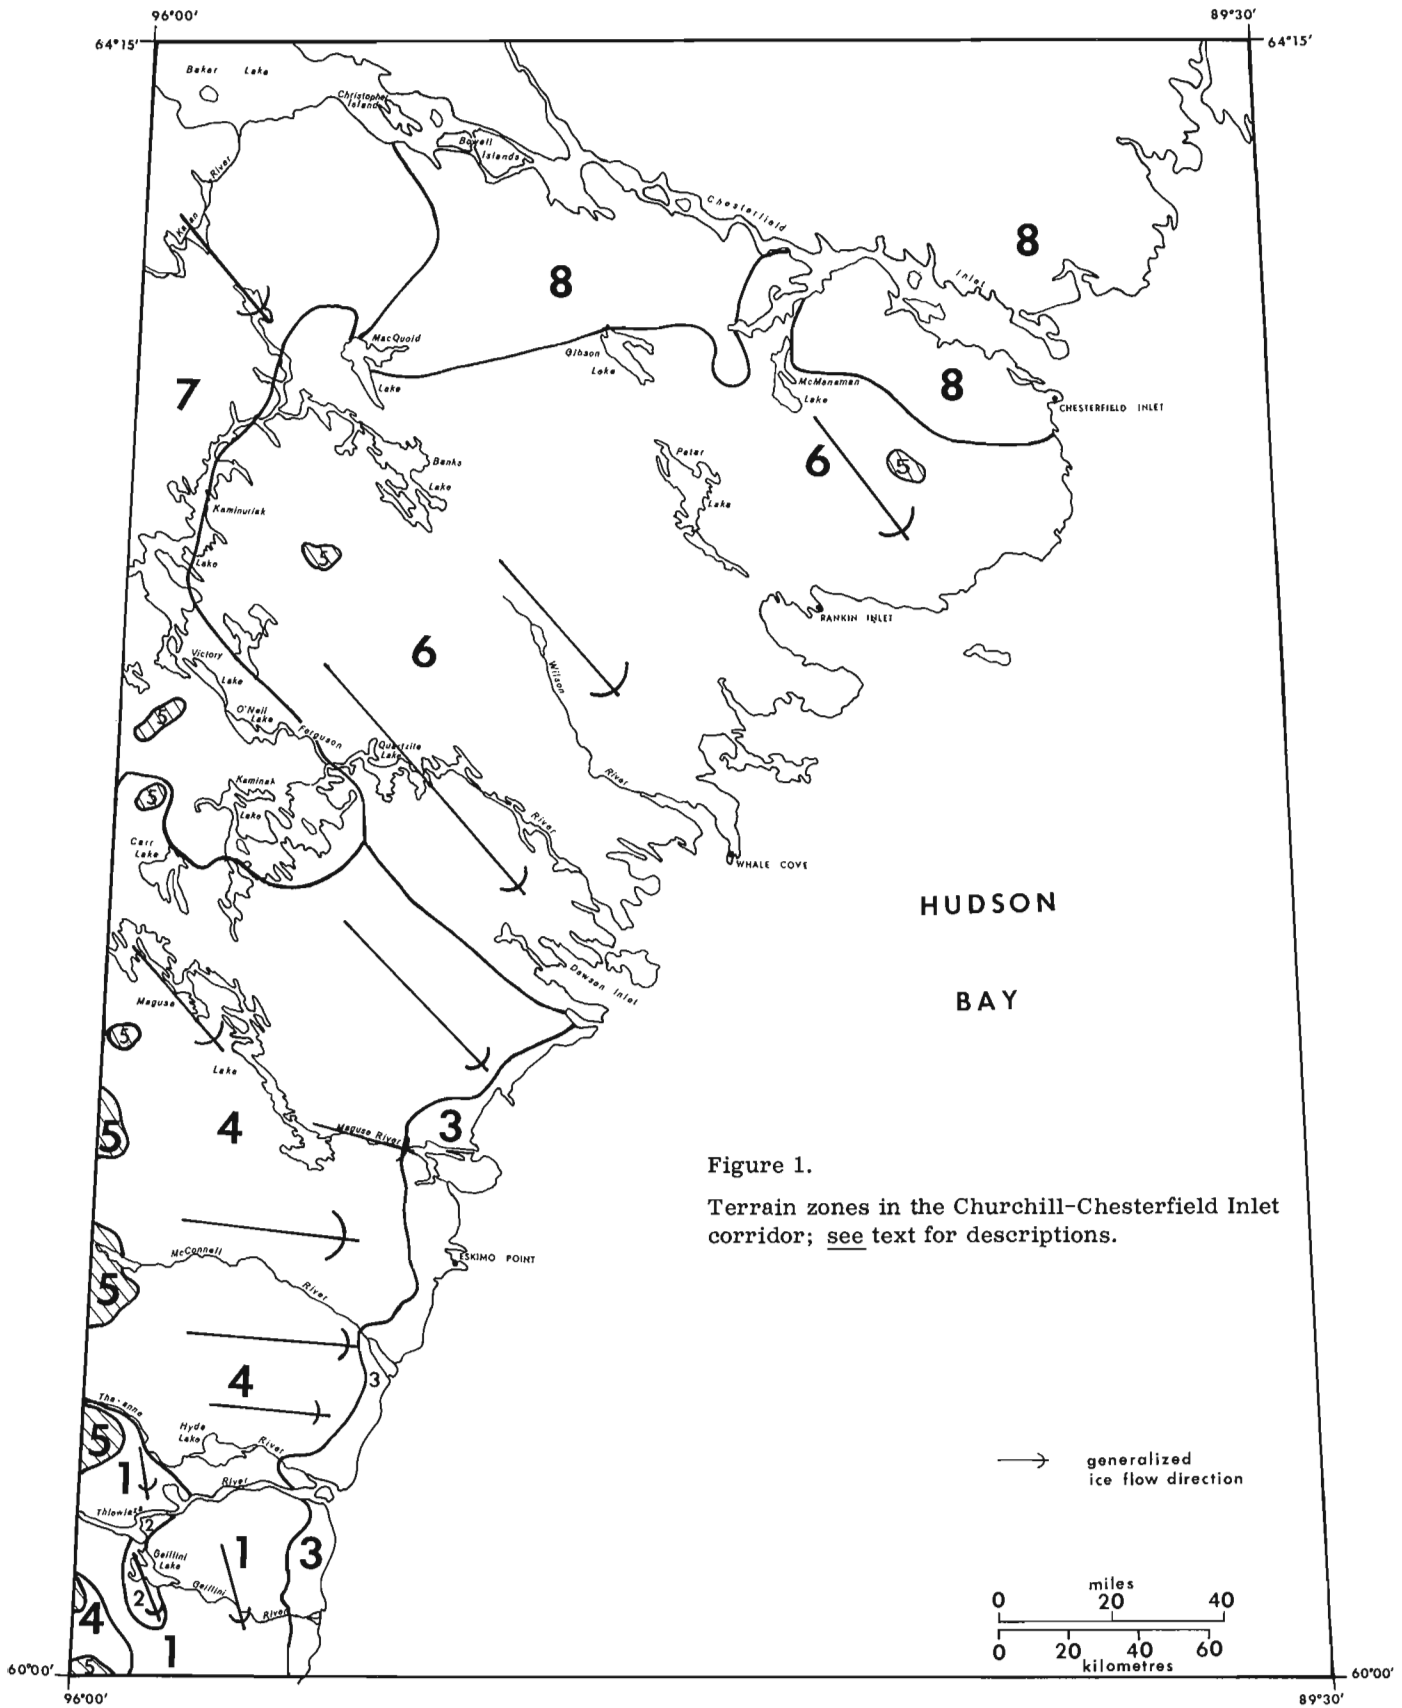 96°00'
89°30'
64°15'
64°15'
Baker Lake
Christopher
Island
Bowell
Islands
River
Kazan
Chesterfield
Inlet
8
8
MacQuoid
Lake
Gibson
Lake
7
McManaman
Lake
8
CHESTERFIELD INLET
6
5
Peter
Lake
Banks
Lake
Kaminuriak
Lake
5
RANKIN INLET
6
Wilson
River
Victory
Lake
O'Neil
Lake
5
Ferguson
Quartzite
Lake
River
Kaminak
Lake
5
Carr
Lake
WHALE COVE
HUDSON
BAY
Dawson Inlet
Maguse
Lake
5
5
4
Maguse River
3
Figure 1.
Terrain zones in the Churchill-Chesterfield Inlet
corridor; see text for descriptions.
McConnell
River
ESKIMO POINT
5
4
3
The-anne
River
Hyde
Lake
5
1
River
Thlewiaza
2
Geillini
Lake
Geillini
River
2
1
3
4
1
5
generalized
ice flow direction
miles
0 20 40
0 20 40 60
kilometres
60°00'
60°00'
96°00'
89°30'